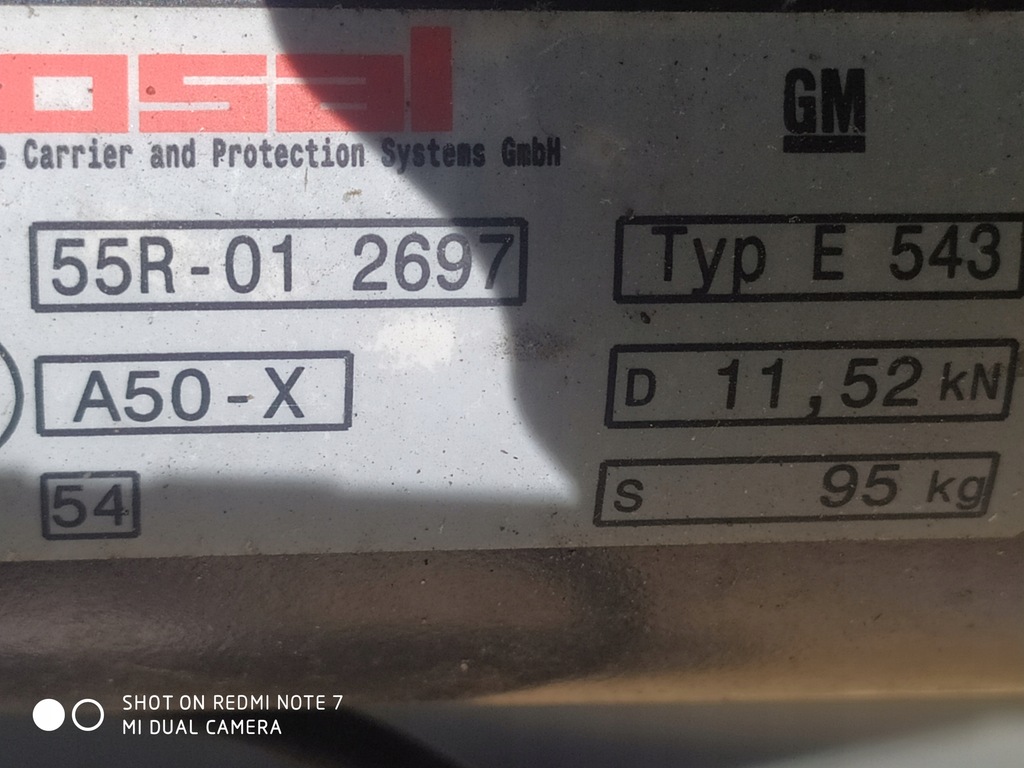 osal
GM
e Carrier and Protection Systems GmbH
55R-01 2697
Typ E 543
A50-X
D 11,52 kN
54
S 95 kg
SHOT ON REDMI NOTE 7
MI DUAL CAMERA